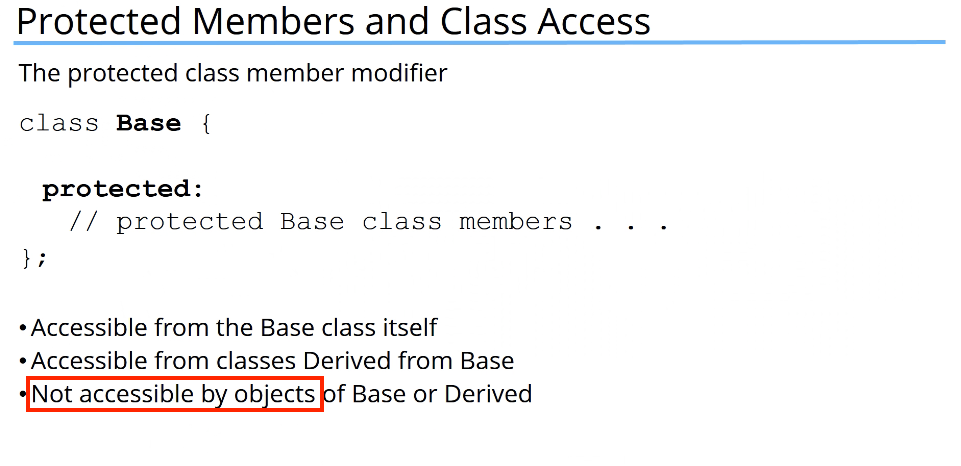 Protected Members and Class Access
The protected class member modifier
class Base {
protected:
// protected Base class members . . .
};
• Accessible from the Base class itself
• Accessible from classes Derived from Base
• Not accessible by objects of Base or Derived